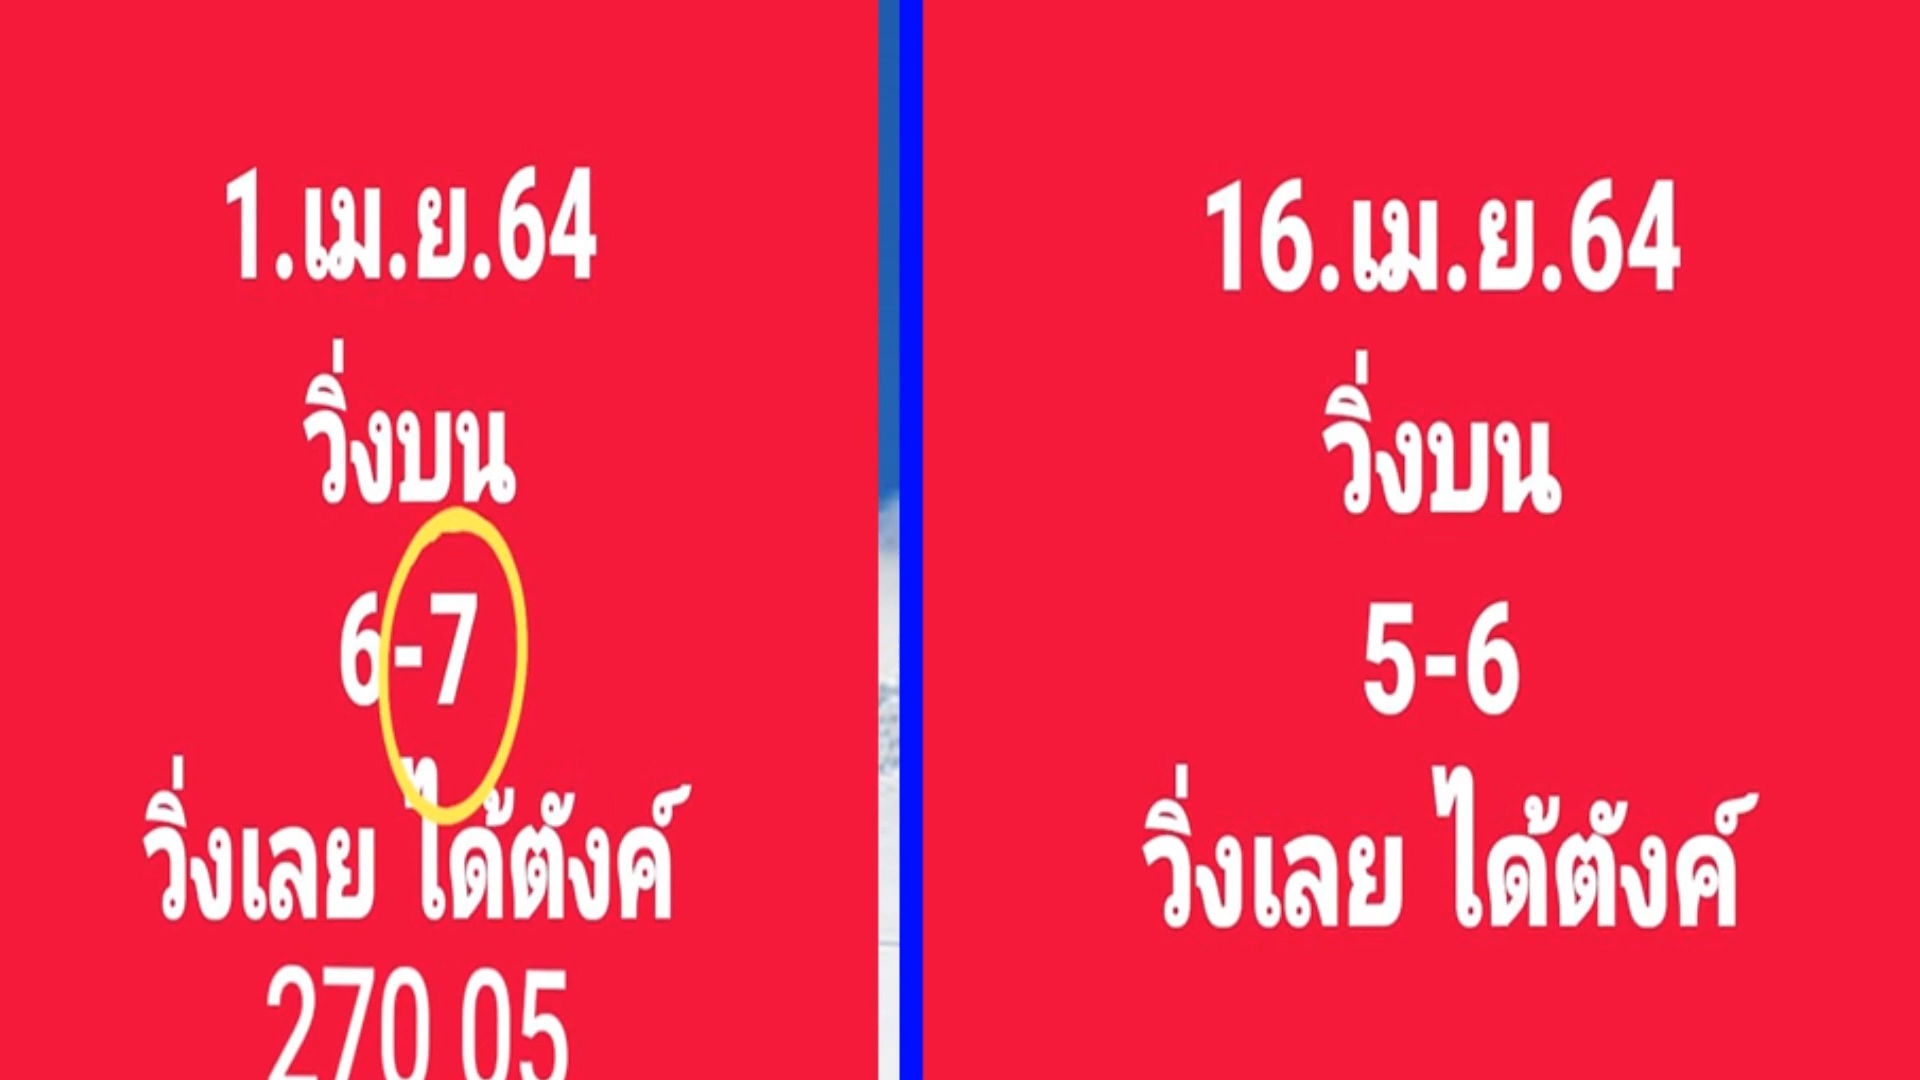 1.เม.ย.64
วิ่งบน
6-7
วิ่งเลย ได้ตังค์
270 05
16.เม.ย.64
วิ่งบน
5-6
วิ่งเลย ได้ตังค์